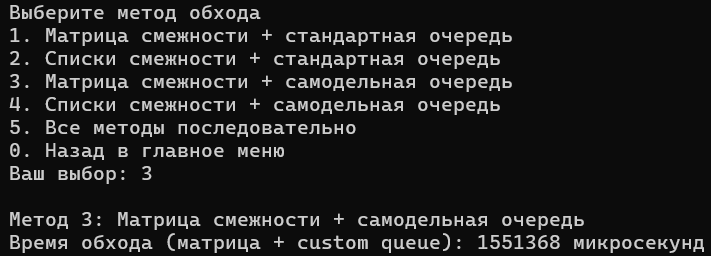 Выберите метод обхода
1. Матрица смежности + стандартная очередь
2. Списки смежности + стандартная очередь
3. Матрица смежности + самодельная очередь
4. Списки смежности + самодельная очередь
5. Все методы последовательно
0. Назад в главное меню
Ваш выбор: 3
Метод 3: Матрица смежности + самодельная очередь
Время обхода (матрица + custom queue): 1551368 микросекунд